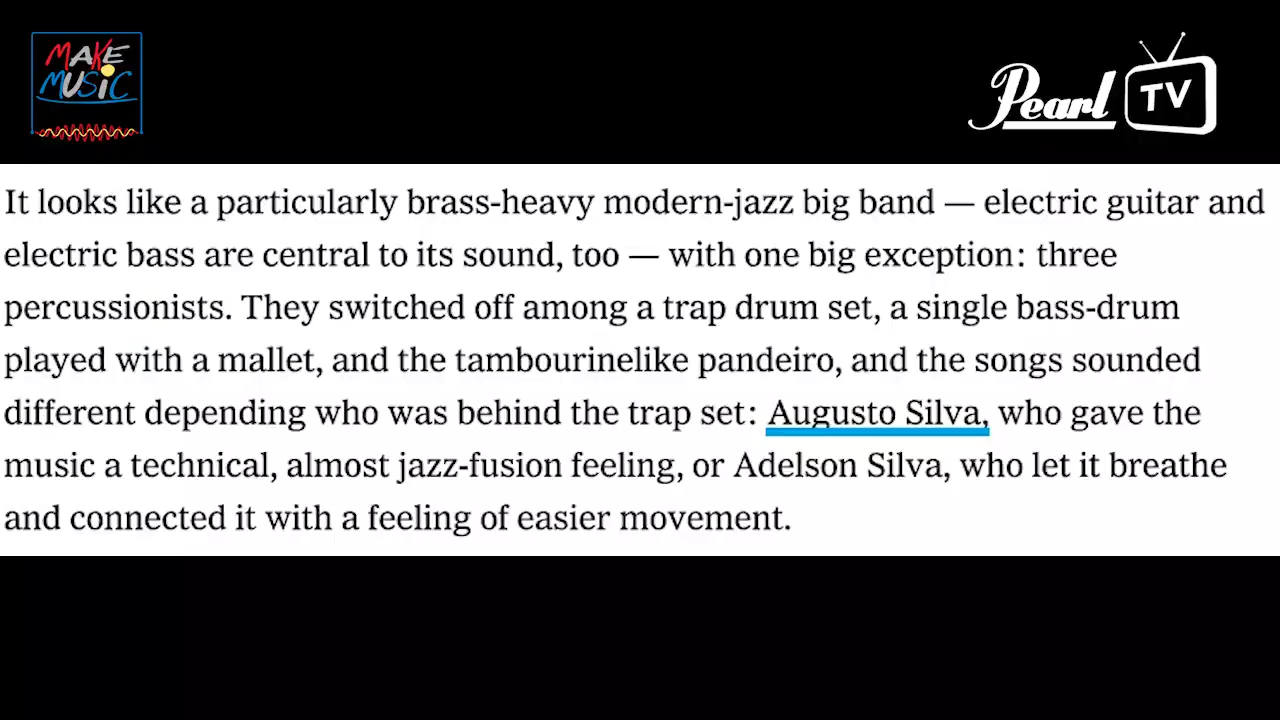 MAKE
MUSIC
Pearl TV
It looks like a particularly brass-heavy modern-jazz big band — electric guitar and
electric bass are central to its sound, too — with one big exception: three
percussionists. They switched off among a trap drum set, a single bass-drum
played with a mallet, and the tambourinelike pandeiro, and the songs sounded
different depending who was behind the trap set: Augusto Silva, who gave the
music a technical, almost jazz-fusion feeling, or Adelson Silva, who let it breathe
and connected it with a feeling of easier movement.